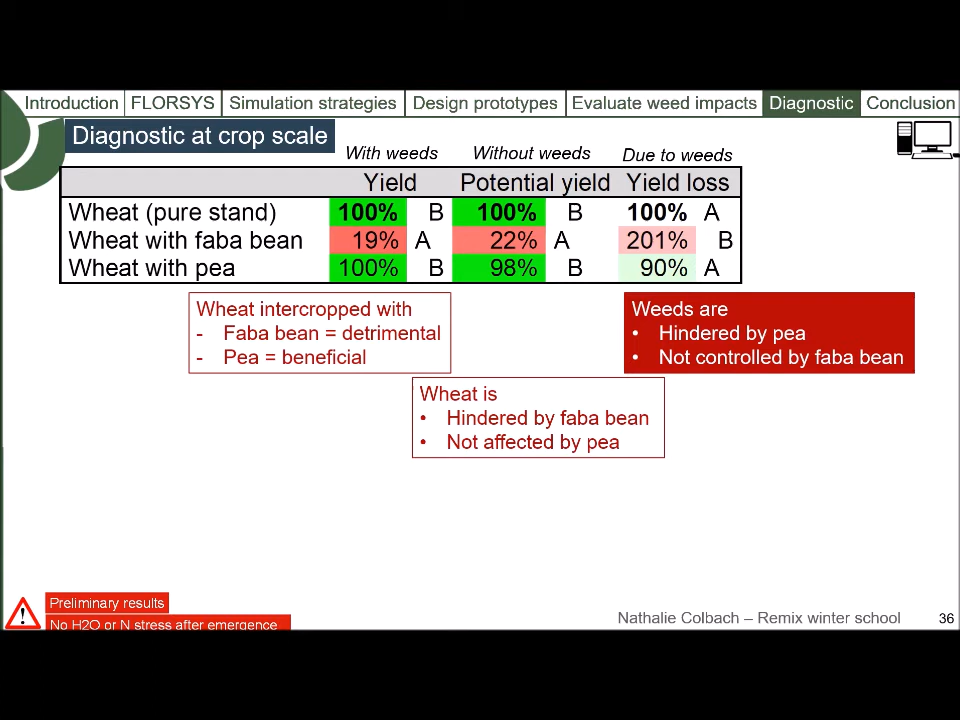 Introduction FLORSYS Simulation strategies Design prototypes Evaluate weed impacts Diagnostic Conclusion
Diagnostic at crop scale
With weeds Without weeds Due to weeds
Yield Potential yield Yield loss
Wheat (pure stand) 100% B 100% B 100% A
Wheat with faba bean 19% A 22% A 201% B
Wheat with pea 100% B 98% B 90% A
Wheat intercropped with
- Faba bean = detrimental
- Pea = beneficial
Weeds are
• Hindered by pea
• Not controlled by faba bean
Wheat is
• Hindered by faba bean
• Not affected by pea
! Preliminary results
No H2O or N stress after emergence
Nathalie Colbach – Remix winter school 36